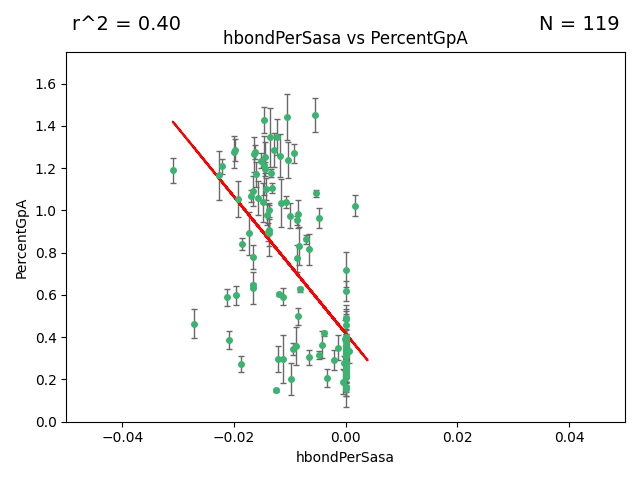 r^2 = 0.40
N = 119
hbondPerSasa vs PercentGpA
PercentGpA
1.6
1.4
1.2
1.0
0.8
0.6
0.4
0.2
0.0
−0.04
−0.02
0.00
0.02
0.04
hbondPerSasa